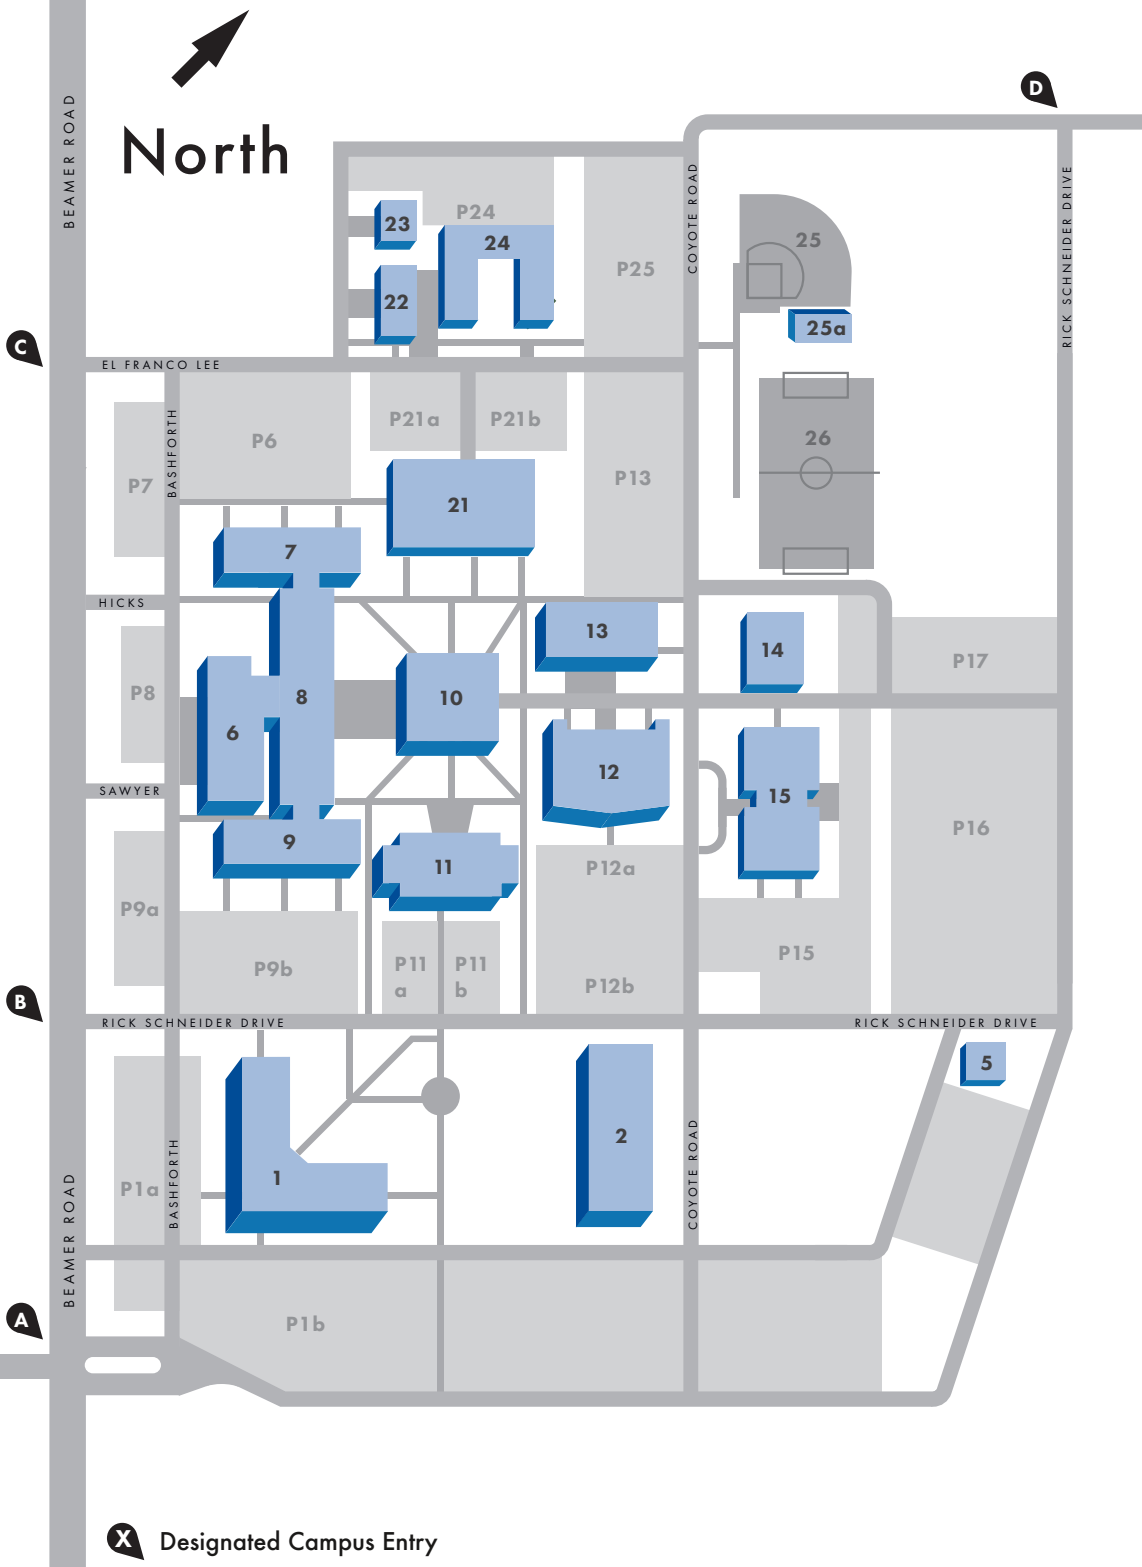 D
North
BEAMER ROAD
COYOTE ROAD
RICK SCHNEIDER DRIVE
23
P24
24
25
P25
22
25a
C
EL FRANCO LEE
BASHFORTH
P21a
P21b
P6
26
P7
P13
21
7
HICKS
13
14
P8
8
10
P17
6
12
SAWYER
15
9
P16
11
P12a
P9a
P15
P9b
P11
a
P11
b
P12b
B
RICK SCHNEIDER DRIVE
RICK SCHNEIDER DRIVE
5
2
1
P1a
BASHFORTH
COYOTE ROAD
BEAMER ROAD
A
P1b
X
Designated Campus Entry